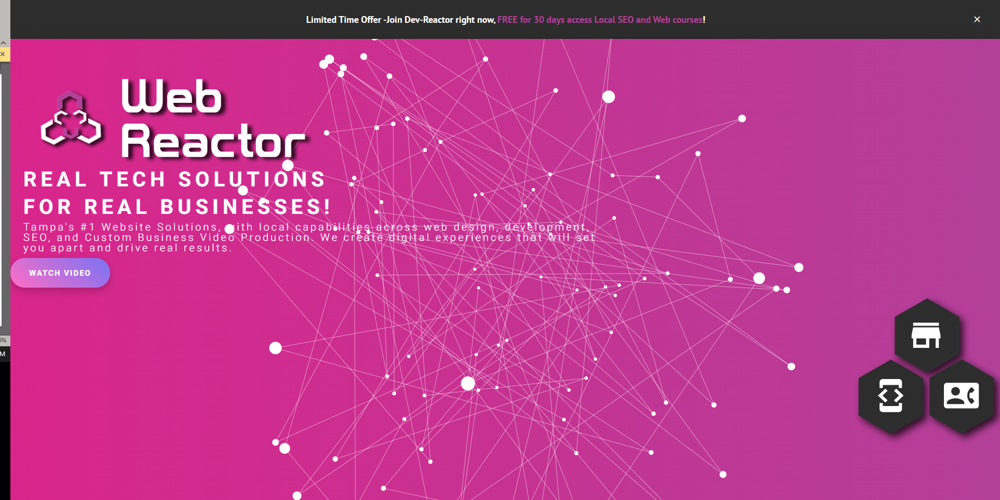 Limited Time Offer -Join Dev-Reactor right now, FREE for 30 days access Local SEO and Web courses!
Web
Reactor
REAL TECH SOLUTIONS
FOR REAL BUSINESSES!
Tampa's #1 Website Solutions, with local capabilities across web design, development,
SEO, and Custom Business Video Production. We create digital experiences that will set
you apart and drive real results.
WATCH VIDEO